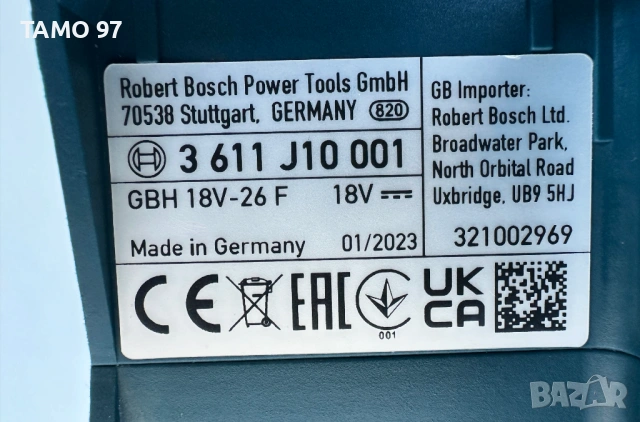 TAMO 97
Robert Bosch Power Tools GmbH
70538 Stuttgart, GERMANY 820
3 611 J10 001
GBH 18V-26 F 18V
Made in Germany 01/2023
GB Importer:
Robert Bosch Ltd.
Broadwater Park,
North Orbital Road
Uxbridge, UB9 5HJ
321002969
CE EAC 001 UK
CA
BAZAR